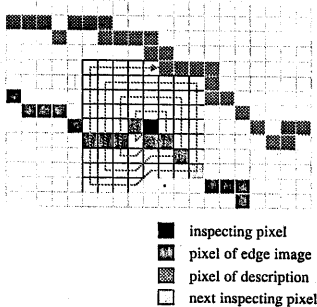 inspecting pixel
pixel of edge image
pixel of description
next inspecting pixel